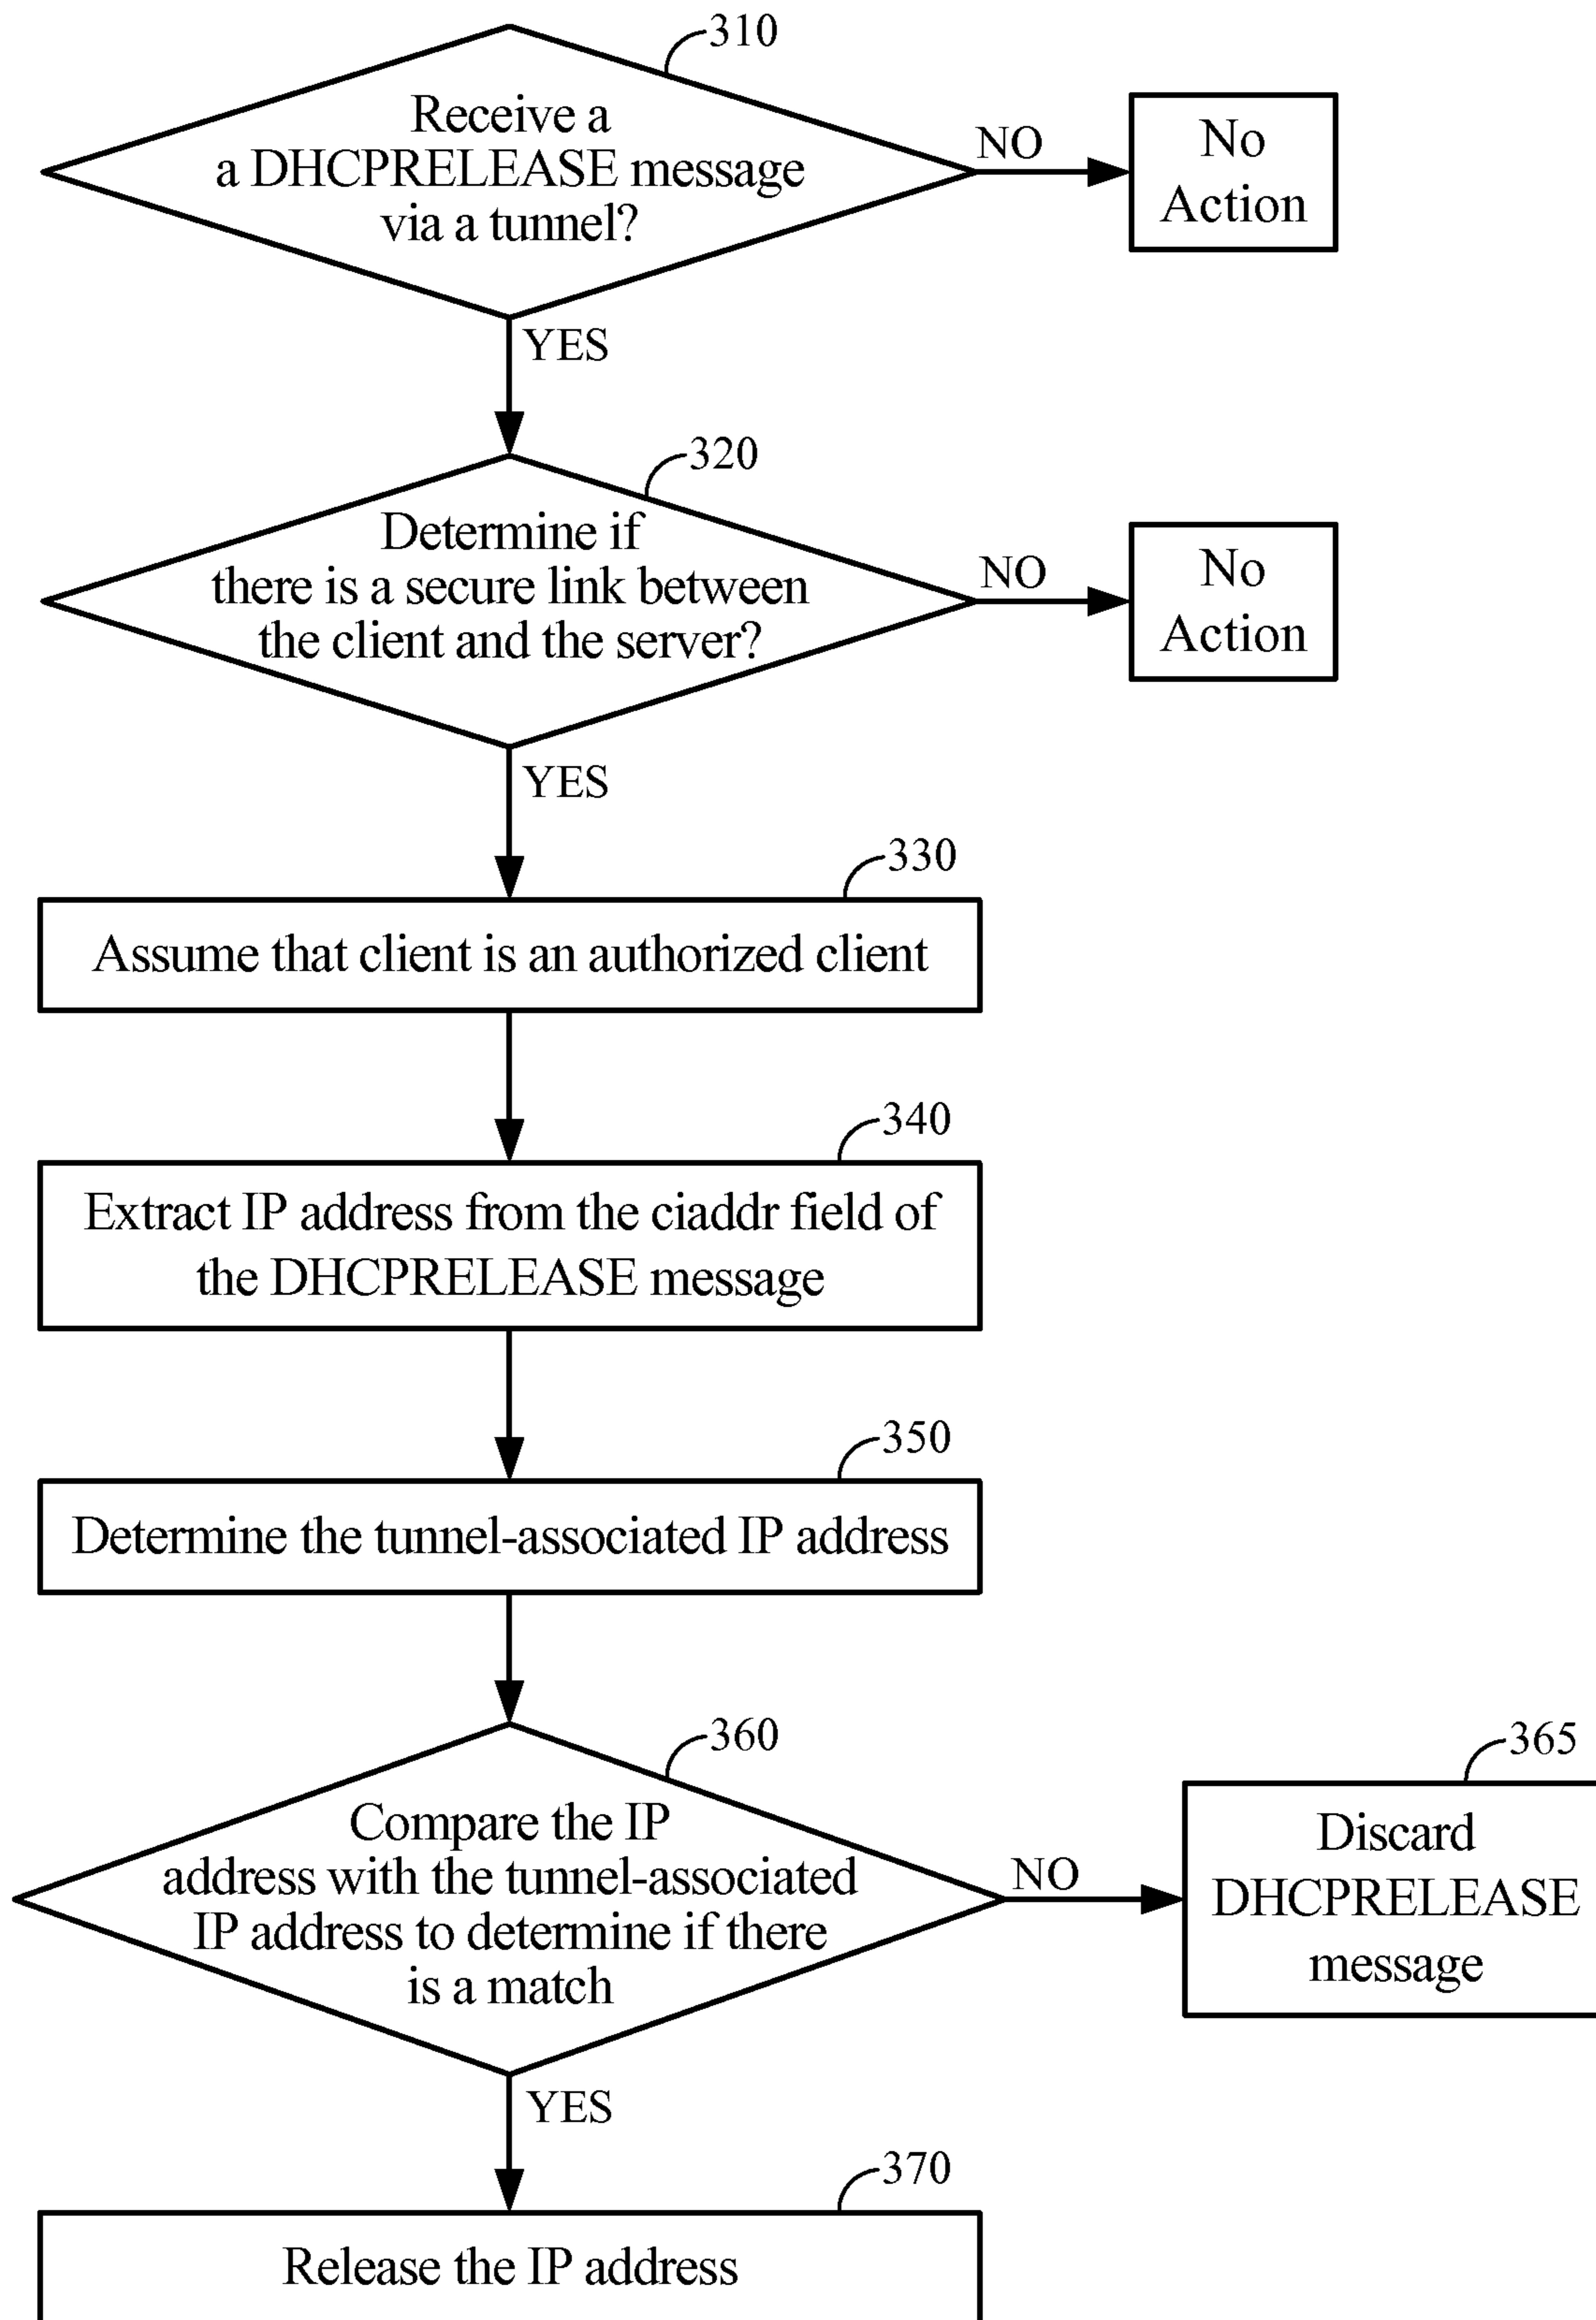 310
Receive a
a DHCPRELEASE message
via a tunnel?
NO
No
Action
YES
320
Determine if
there is a secure link between
the client and the server?
NO
No
Action
YES
330
Assume that client is an authorized client
340
Extract IP address from the ciaddr field of
the DHCPRELEASE message
350
Determine the tunnel-associated IP address
360
Compare the IP
address with the tunnel-associated
IP address to determine if there
is a match
NO
365
Discard
DHCPRELEASE
message
YES
370
Release the IP address